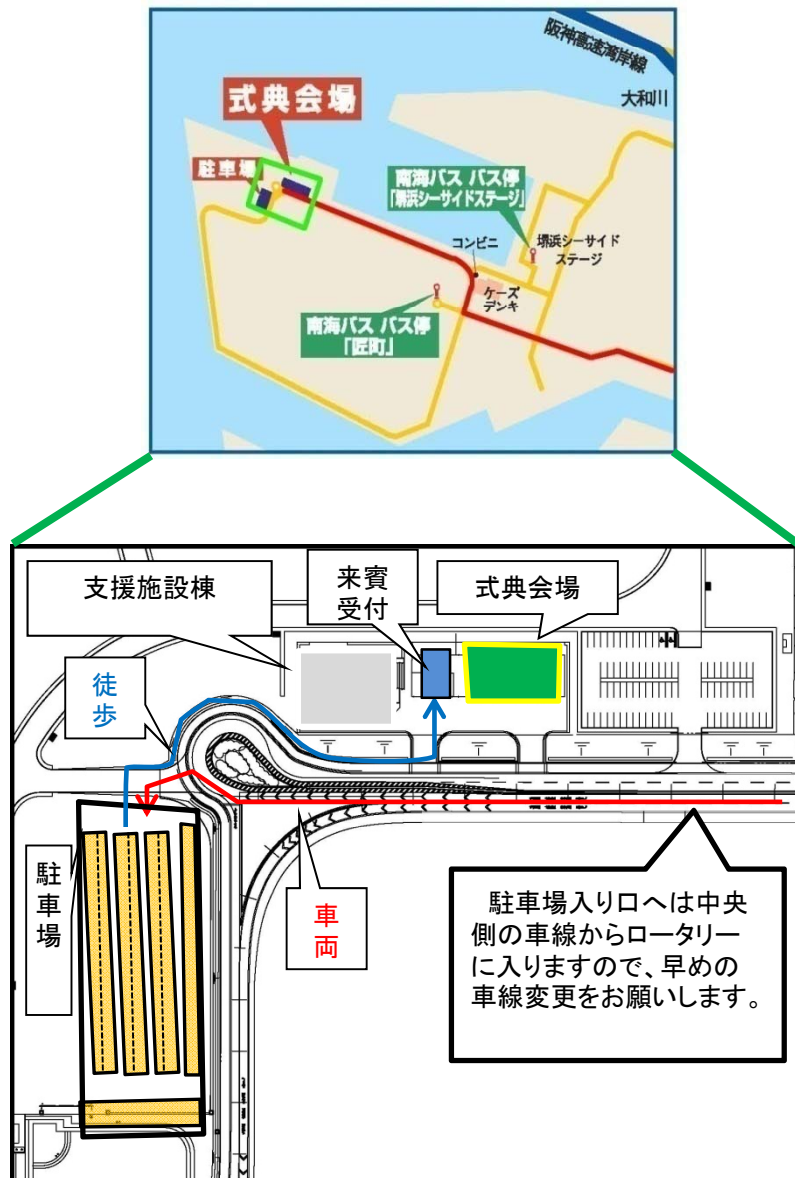 阪神高速湾岸線
大和川
式典会場
駐車場
南海バス バス停
「堺浜シーサイドステージ」
コンビニ
堺浜シーサイド
ステージ
ケーズ
デンキ
南海バス バス停
「匠町」
支援施設棟
来賓
受付
式典会場
徒
歩
駐
車
場
車
両
駐車場入り口へは中央
側の車線からロータリー
に入りますので、早めの
車線変更をお願いします。